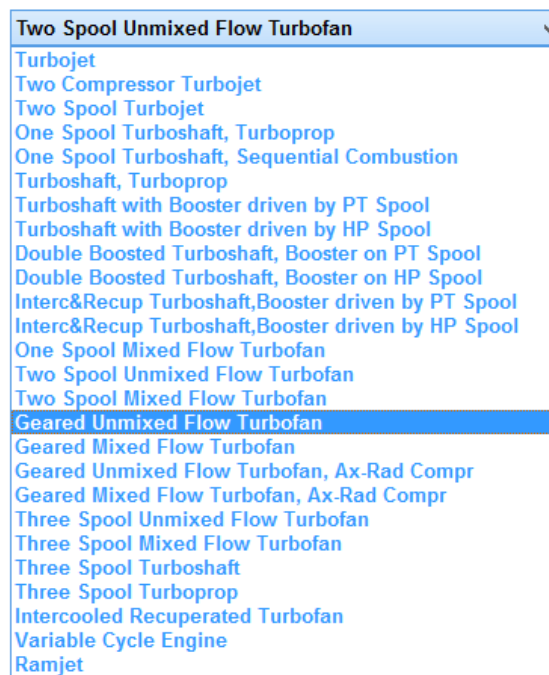 Two Spool Unmixed Flow Turbofan
Turbojet
Two Compressor Turbojet
Two Spool Turbojet
One Spool Turboshaft, Turboprop
One Spool Turboshaft, Sequential Combustion
Turboshaft, Turboprop
Turboshaft with Booster driven by PT Spool
Turboshaft with Booster driven by HP Spool
Double Boosted Turboshaft, Booster on PT Spool
Double Boosted Turboshaft, Booster on HP Spool
Interc&Recup Turboshaft,Booster driven by PT Spool
Interc&Recup Turboshaft,Booster driven by HP Spool
One Spool Mixed Flow Turbofan
Two Spool Unmixed Flow Turbofan
Two Spool Mixed Flow Turbofan
Geared Unmixed Flow Turbofan
Geared Mixed Flow Turbofan
Geared Unmixed Flow Turbofan, Ax-Rad Compr
Geared Mixed Flow Turbofan, Ax-Rad Compr
Three Spool Unmixed Flow Turbofan
Three Spool Mixed Flow Turbofan
Three Spool Turboshaft
Three Spool Turboprop
Intercooled Recuperated Turbofan
Variable Cycle Engine
Ramjet